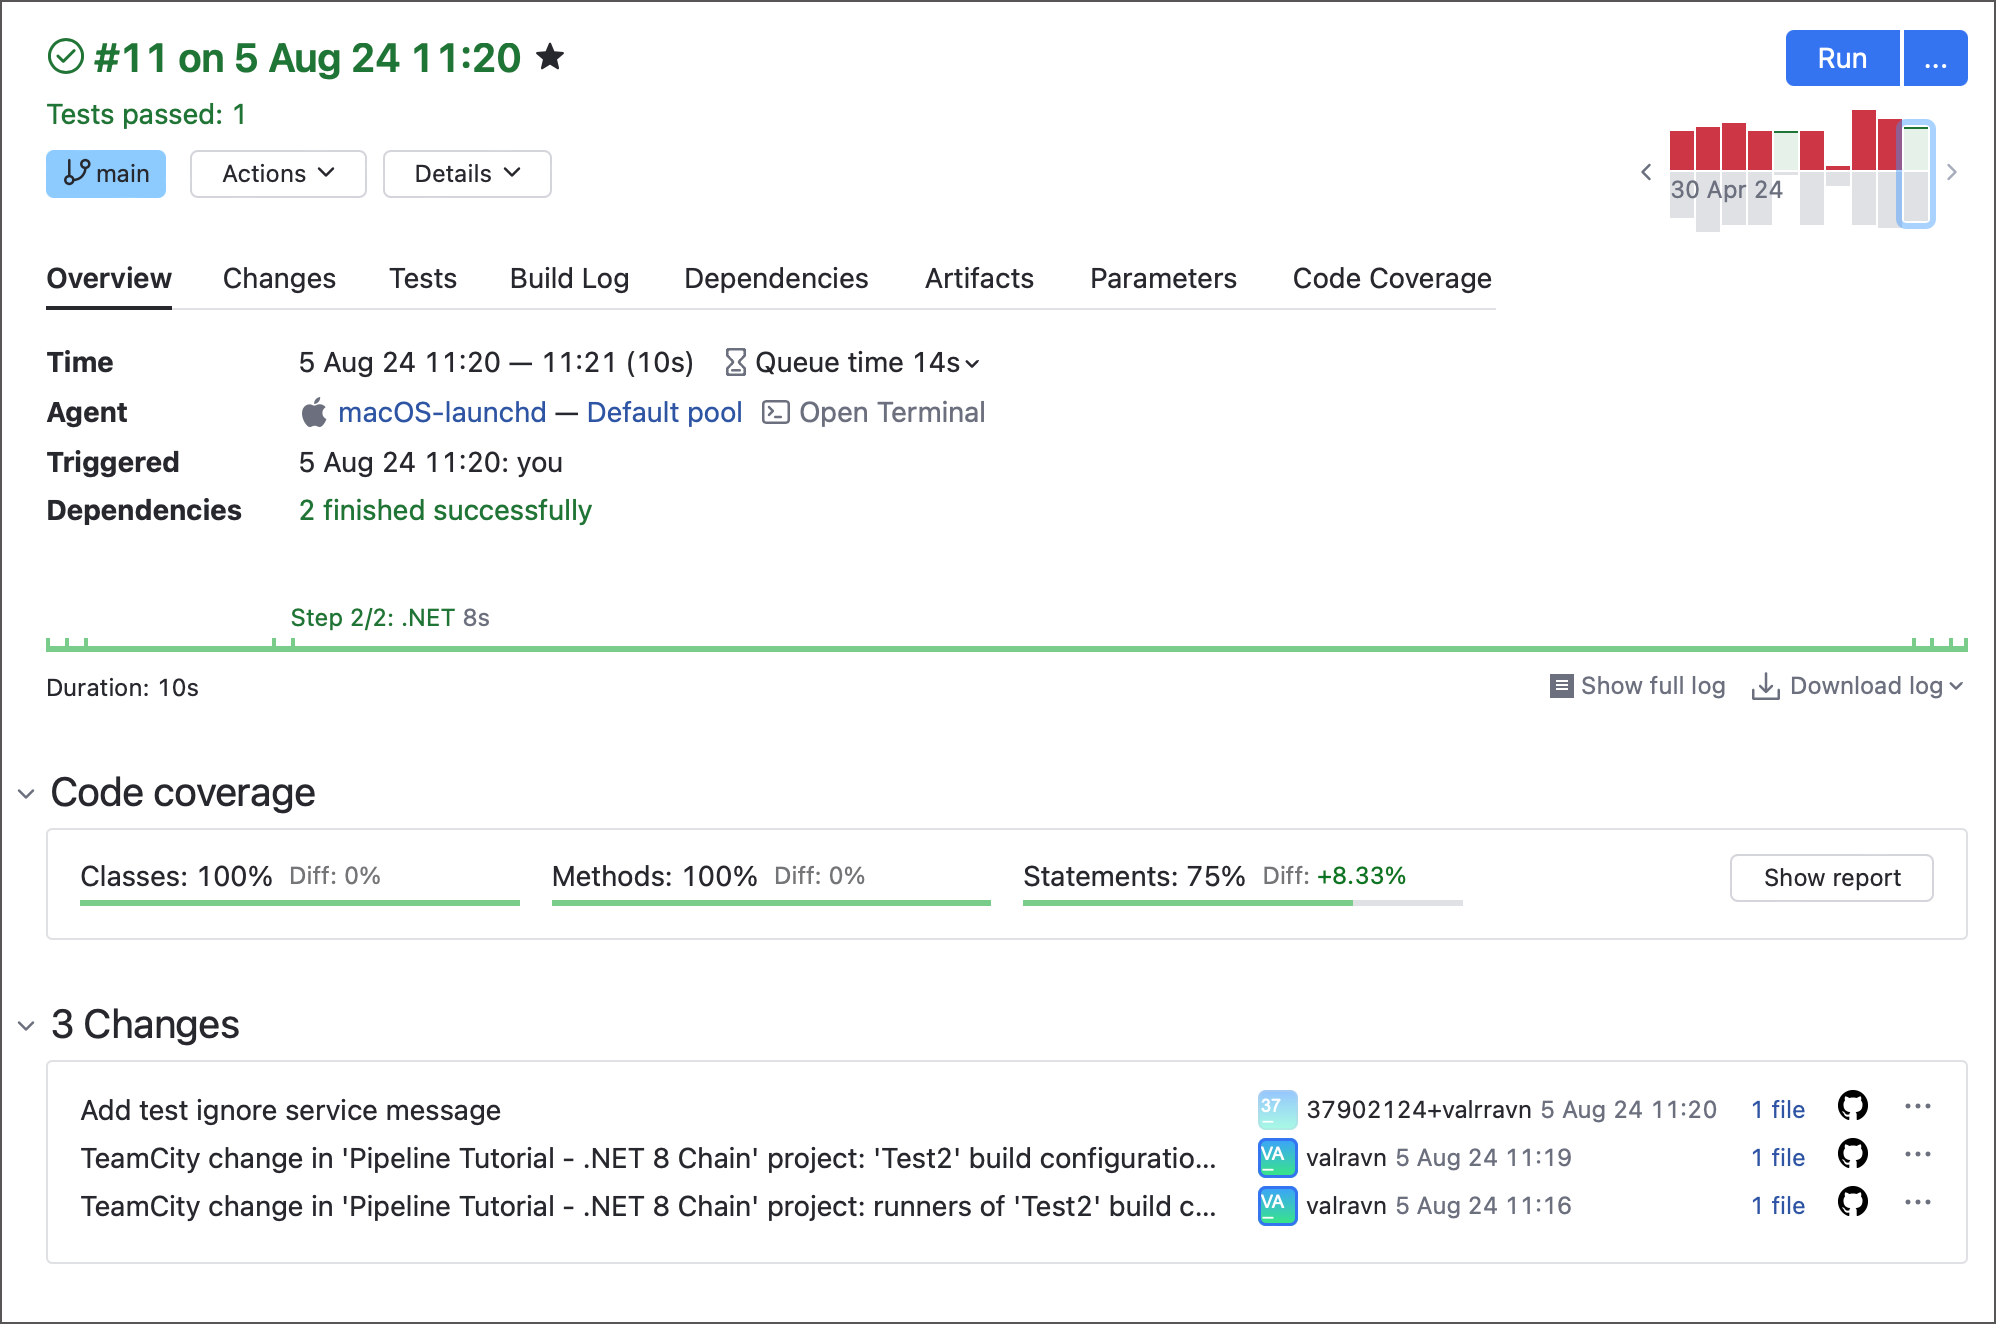 #11 on 5 Aug 24 11:20
Run ...
Tests passed: 1
main Actions Details
30 Apr 24
Overview Changes Tests Build Log Dependencies Artifacts Parameters Code Coverage
Time 5 Aug 24 11:20 — 11:21 (10s) Queue time 14s
Agent macOS-launchd — Default pool Open Terminal
Triggered 5 Aug 24 11:20: you
Dependencies 2 finished successfully
Step 2/2: .NET 8s
Duration: 10s Show full log Download log
Code coverage
Classes: 100% Diff: 0% Methods: 100% Diff: 0% Statements: 75% Diff: +8.33% Show report
3 Changes
Add test ignore service message 37 37902124+valrravn 5 Aug 24 11:20 1 file ...
TeamCity change in 'Pipeline Tutorial - .NET 8 Chain' project: 'Test2' build configuratio... VA valravn 5 Aug 24 11:19 1 file ...
TeamCity change in 'Pipeline Tutorial - .NET 8 Chain' project: runners of 'Test2' build c... VA valravn 5 Aug 24 11:16 1 file ...